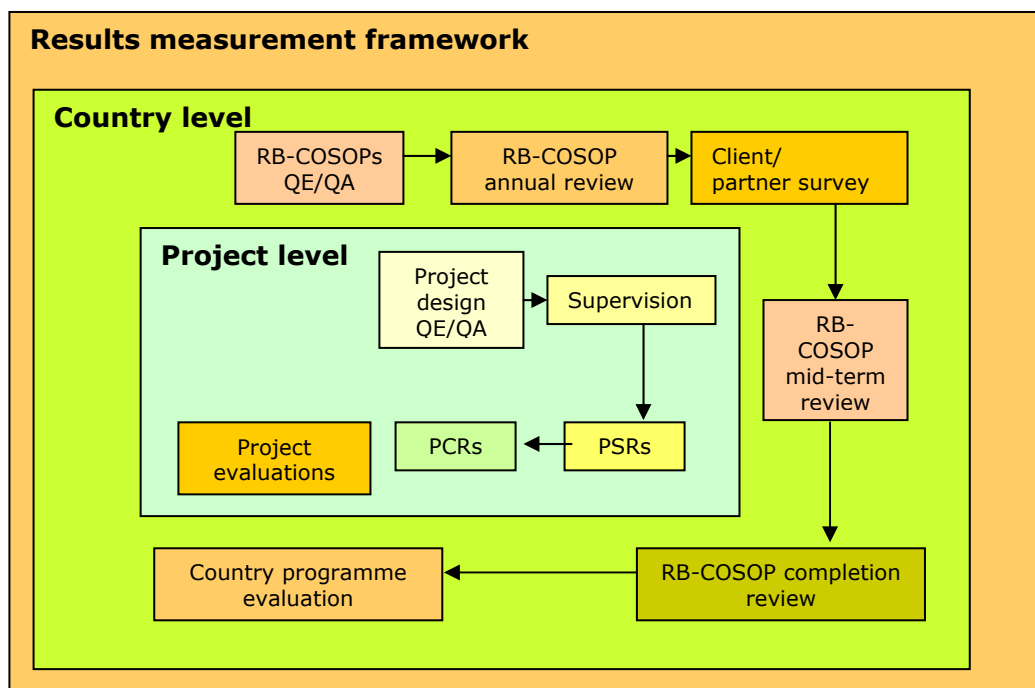 Results measurement framework
Country level
RB-COSOPs
QE/QA
RB-COSOP
annual review
Client/
partner survey
Project level
Project
design
QE/QA
Supervision
RB-
COSOP
mid-term
review
Project
evaluations
PCRs
PSRs
Country programme
evaluation
RB-COSOP completion
review